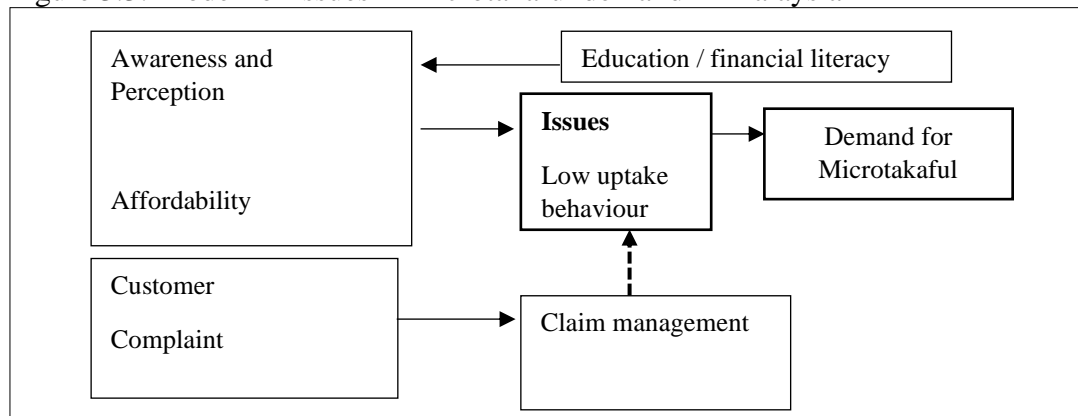 Awareness and
Perception
Education / financial literacy
Issues
Low uptake
behaviour
Demand for
Microtakaful
Affordability
Customer
Complaint
Claim management